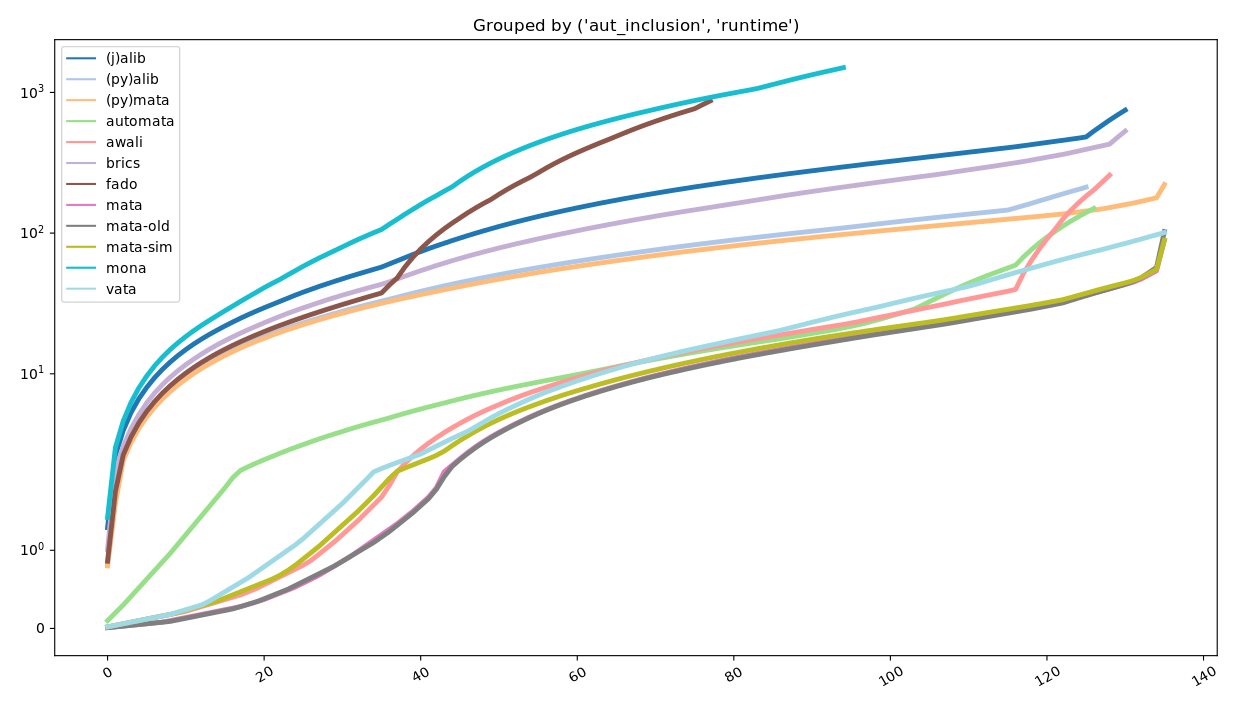 Grouped by ('aut_inclusion', 'runtime')
(j)alib
(py)alib
(py)mata
automata
awali
brics
fado
mata
mata-old
mata-sim
mona
vata
10³
10²
10¹
10⁰
0
0 20 40 60 80 100 120 140